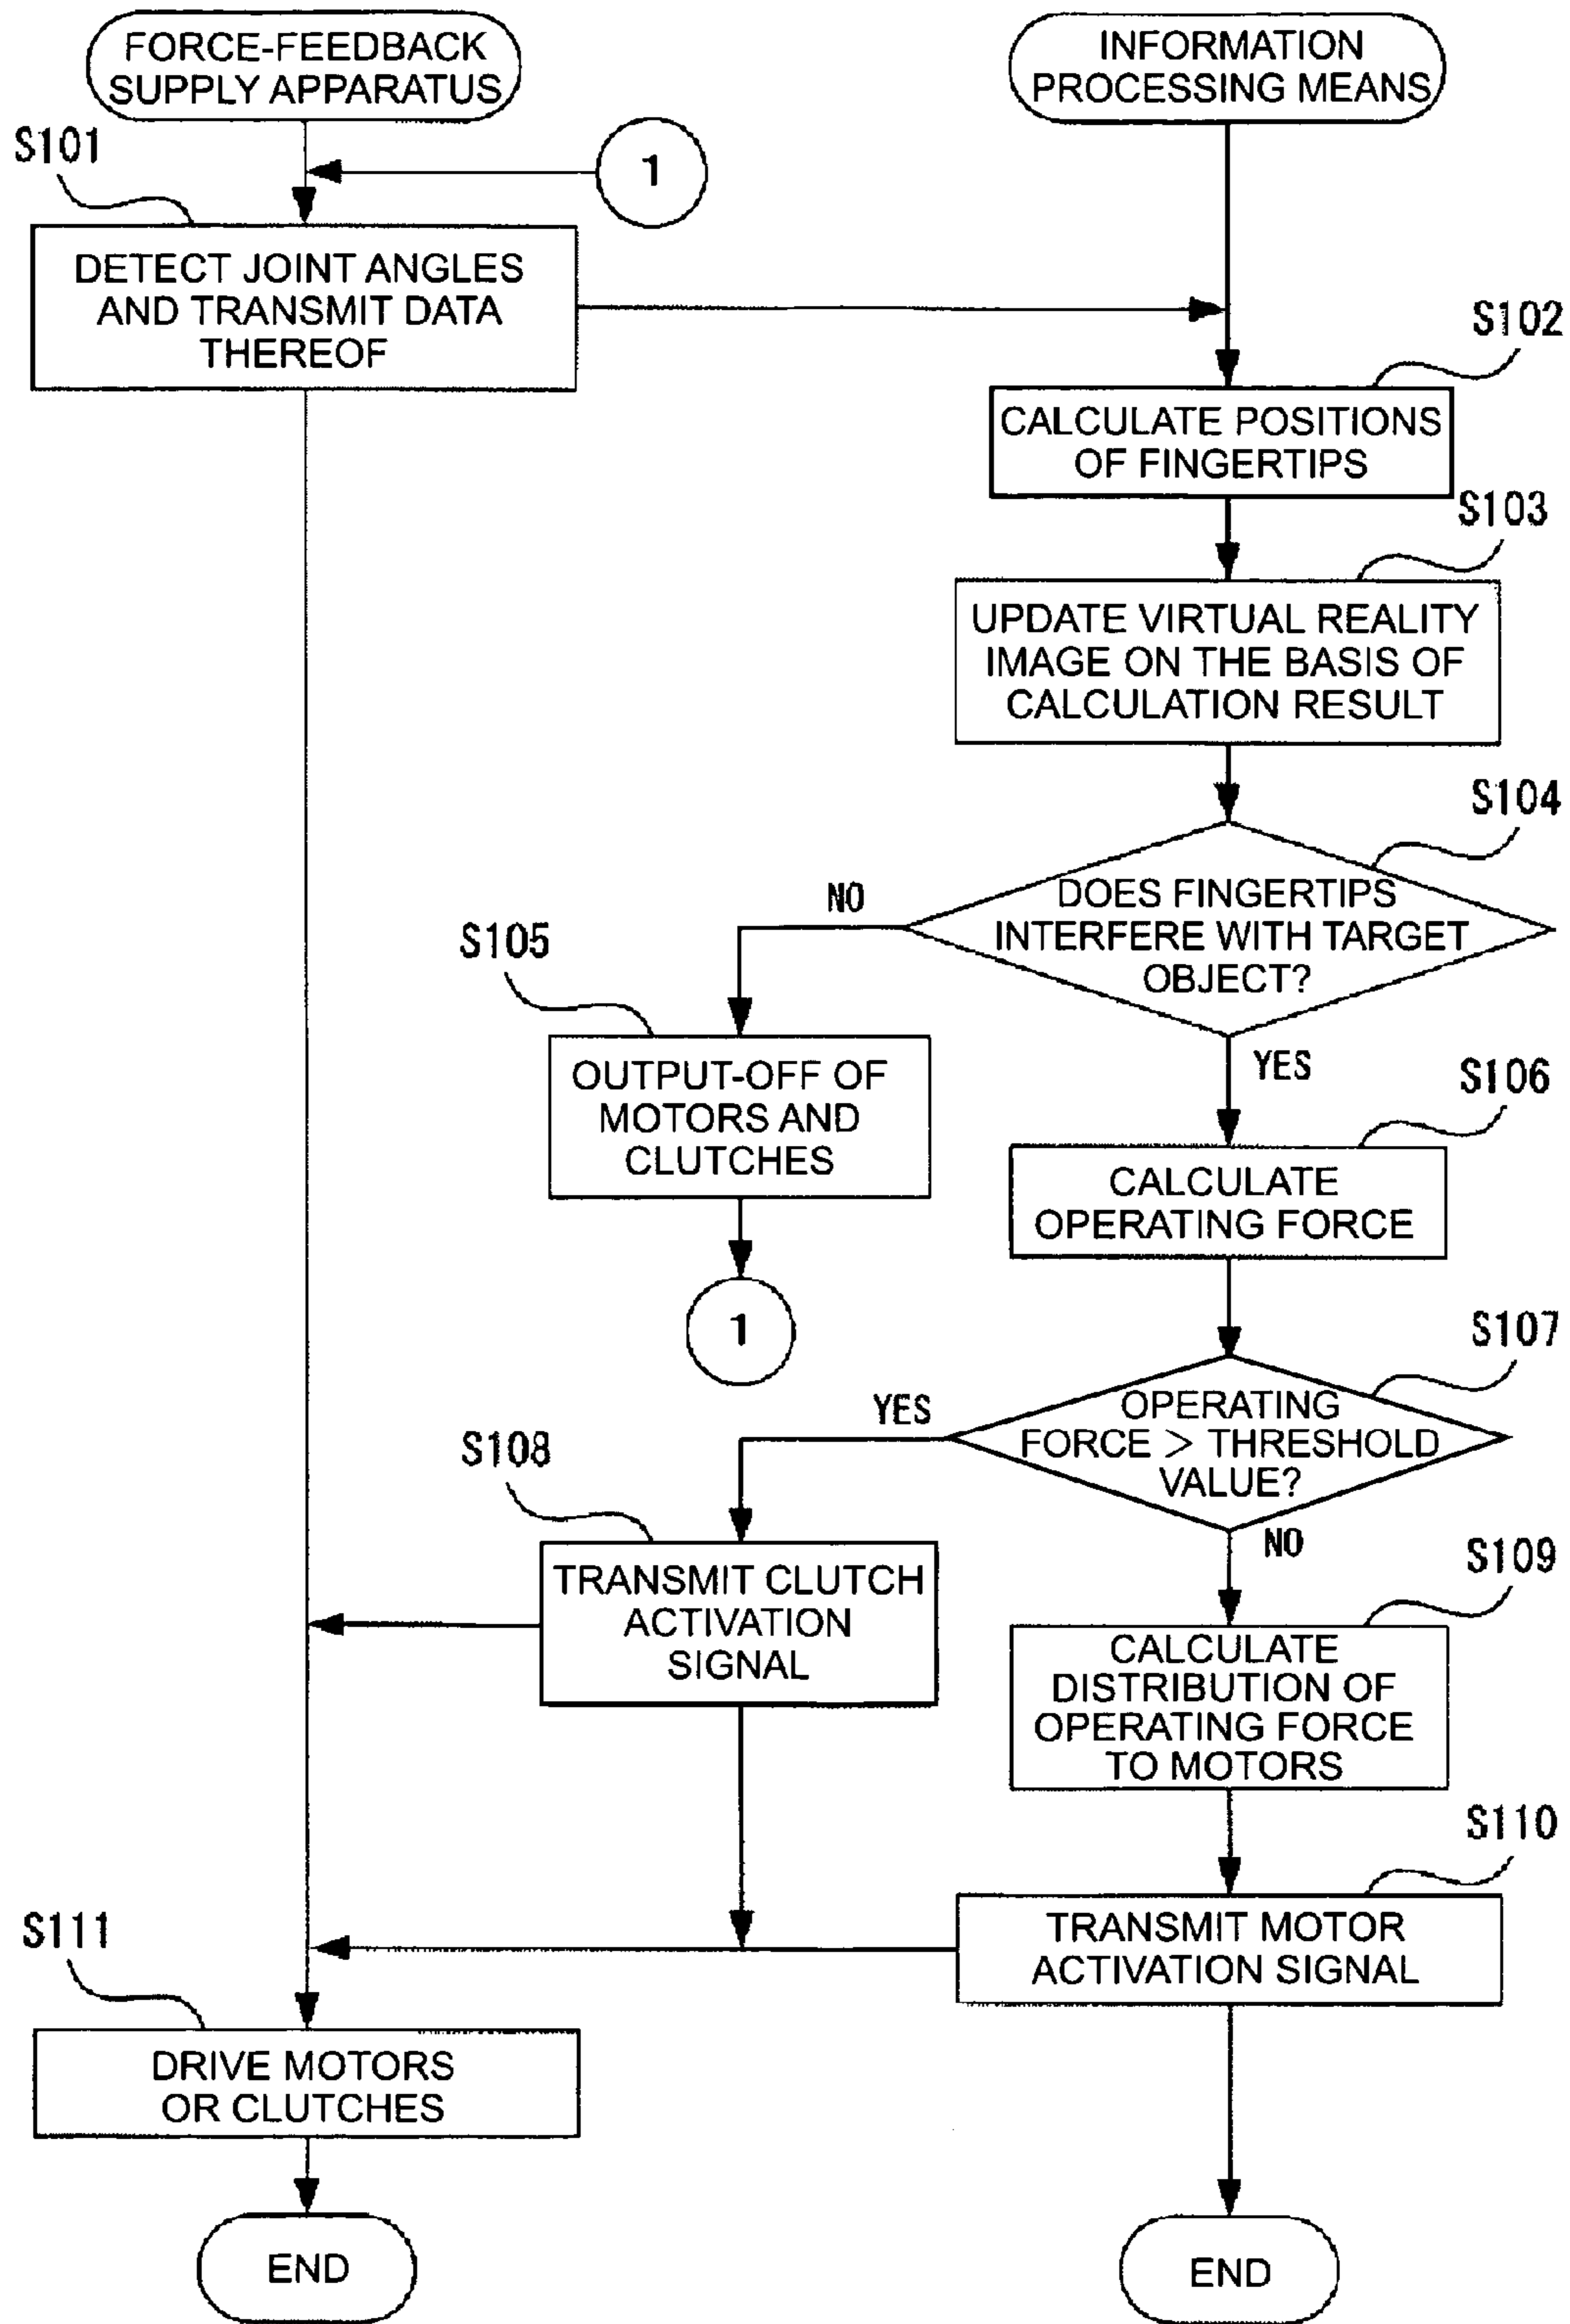 FORCE-FEEDBACK
SUPPLY APPARATUS
INFORMATION
PROCESSING MEANS
S101
1
DETECT JOINT ANGLES
AND TRANSMIT DATA
THEREOF
S102
CALCULATE POSITIONS
OF FINGERTIPS
S103
UPDATE VIRTUAL REALITY
IMAGE ON THE BASIS OF
CALCULATION RESULT
S104
DOES FINGERTIPS
INTERFERE WITH TARGET
OBJECT?
NO
YES
S105
OUTPUT-OFF OF
MOTORS AND
CLUTCHES
1
S106
CALCULATE
OPERATING FORCE
S107
OPERATING
FORCE > THRESHOLD
VALUE?
YES
NO
S108
TRANSMIT CLUTCH
ACTIVATION
SIGNAL
S109
CALCULATE
DISTRIBUTION OF
OPERATING FORCE
TO MOTORS
S110
TRANSMIT MOTOR
ACTIVATION SIGNAL
S111
DRIVE MOTORS
OR CLUTCHES
END
END